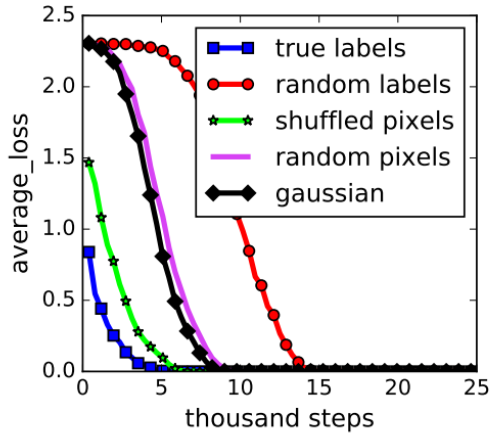 2.5
2.0
1.5
1.0
0.5
0.0
average_loss
true labels
random labels
shuffled pixels
random pixels
gaussian
0 5 10 15 20 25
thousand steps